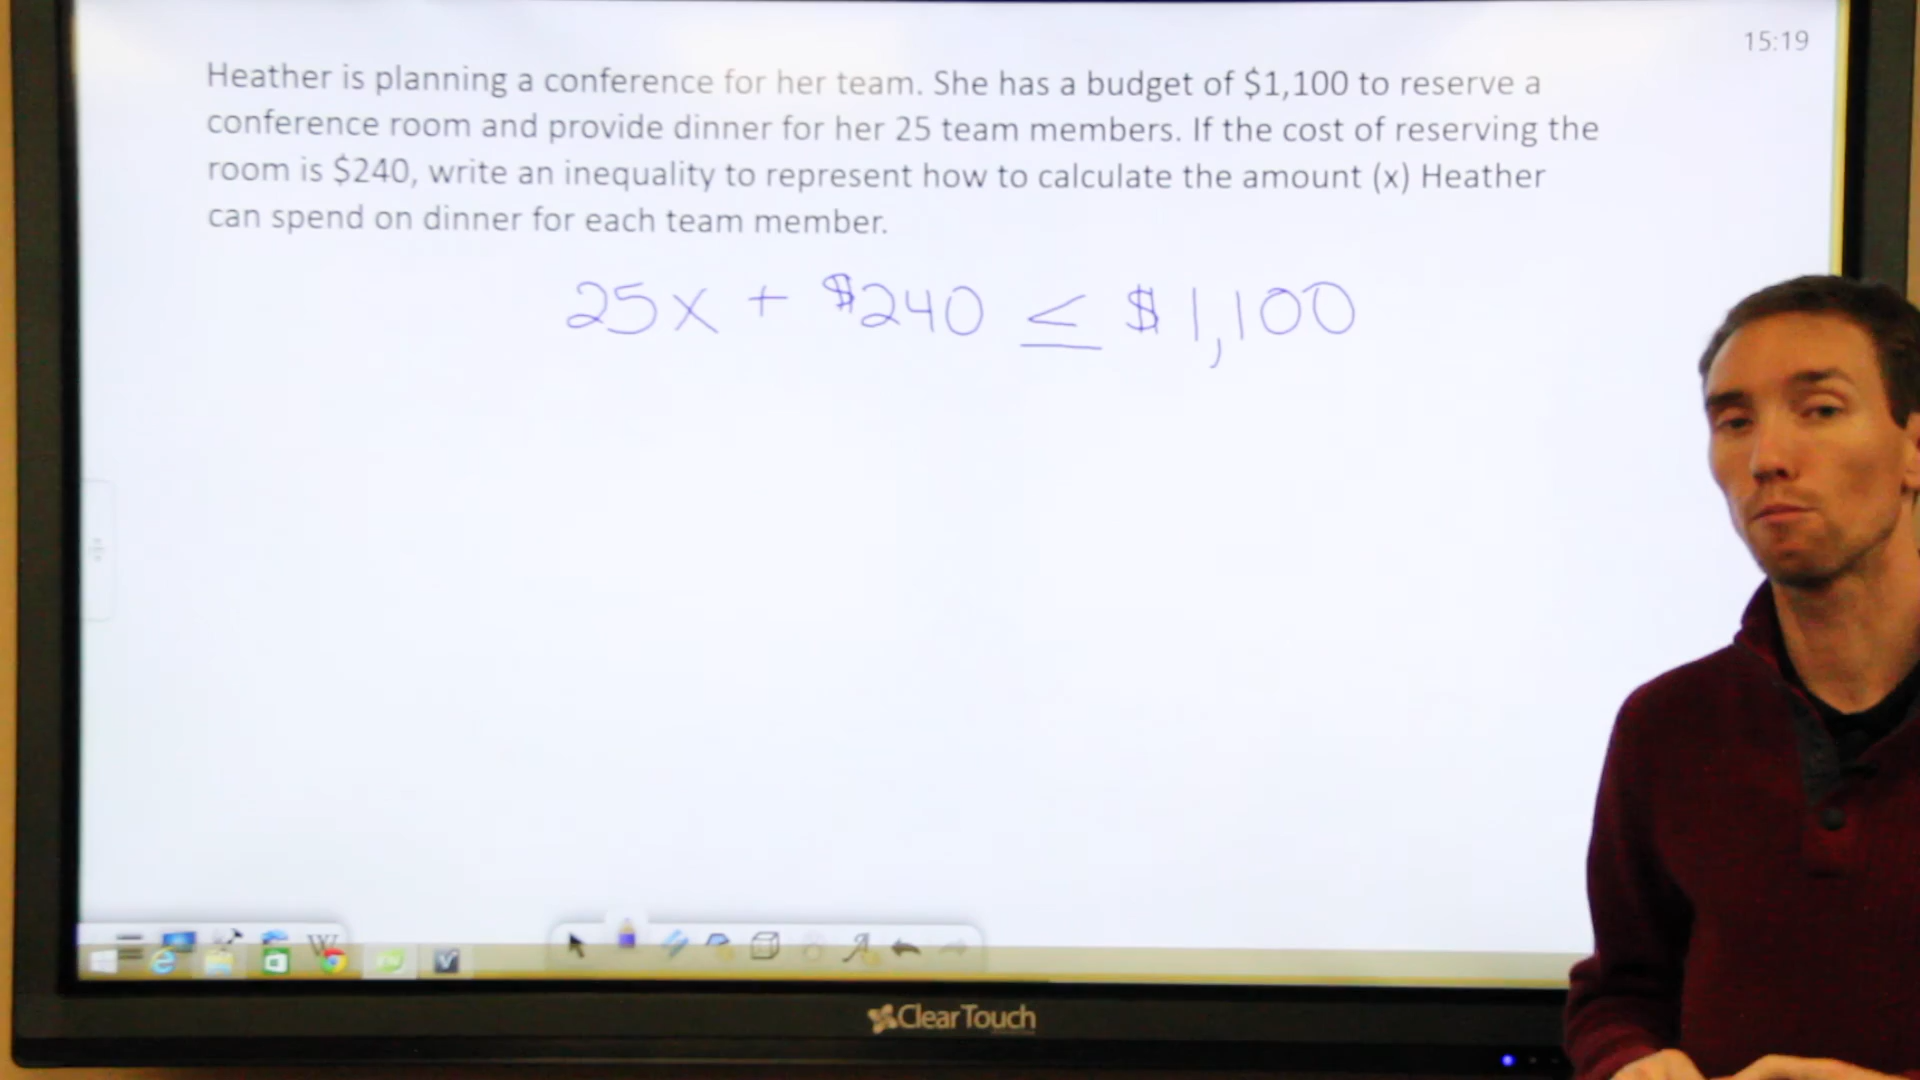 15:19
Heather is planning a conference for her team. She has a budget of $1,100 to reserve a
conference room and provide dinner for her 25 team members. If the cost of reserving the
room is $240, write an inequality to represent how to calculate the amount (x) Heather
can spend on dinner for each team member.
25x + $240 ≤ $1,100
W
ClearTouch